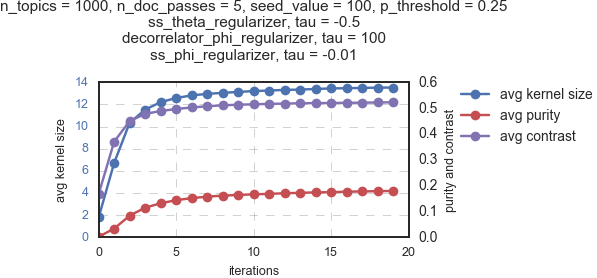 n_topics = 1000, n_doc_passes = 5, seed_value = 100, p_threshold = 0.25
ss_theta_regularizer, tau = -0.5
decorrelator_phi_regularizer, tau = 100
ss_phi_regularizer, tau = -0.01
14
12
10
8
6
4
2
0
avg kernel size
0.6
0.5
0.4
0.3
0.2
0.1
0.0
purity and contrast
avg kernel size
avg purity
avg contrast
0 5 10 15 20
iterations